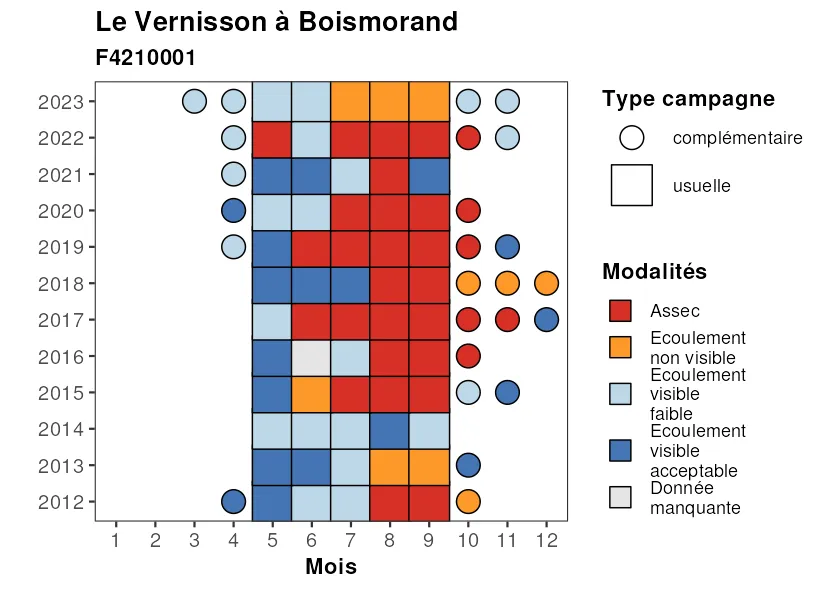 Le Vernisson à Boismorand
F4210001
2023
2022
2021
2020
2019
2018
2017
2016
2015
2014
2013
2012
1 2 3 4 5 6 7 8 9 10 11 12
Mois
Type campagne
complémentaire
usuelle
Modalités
Assec
Ecoulement
non visible
Ecoulement
visible
faible
Ecoulement
visible
acceptable
Donnée
manquante